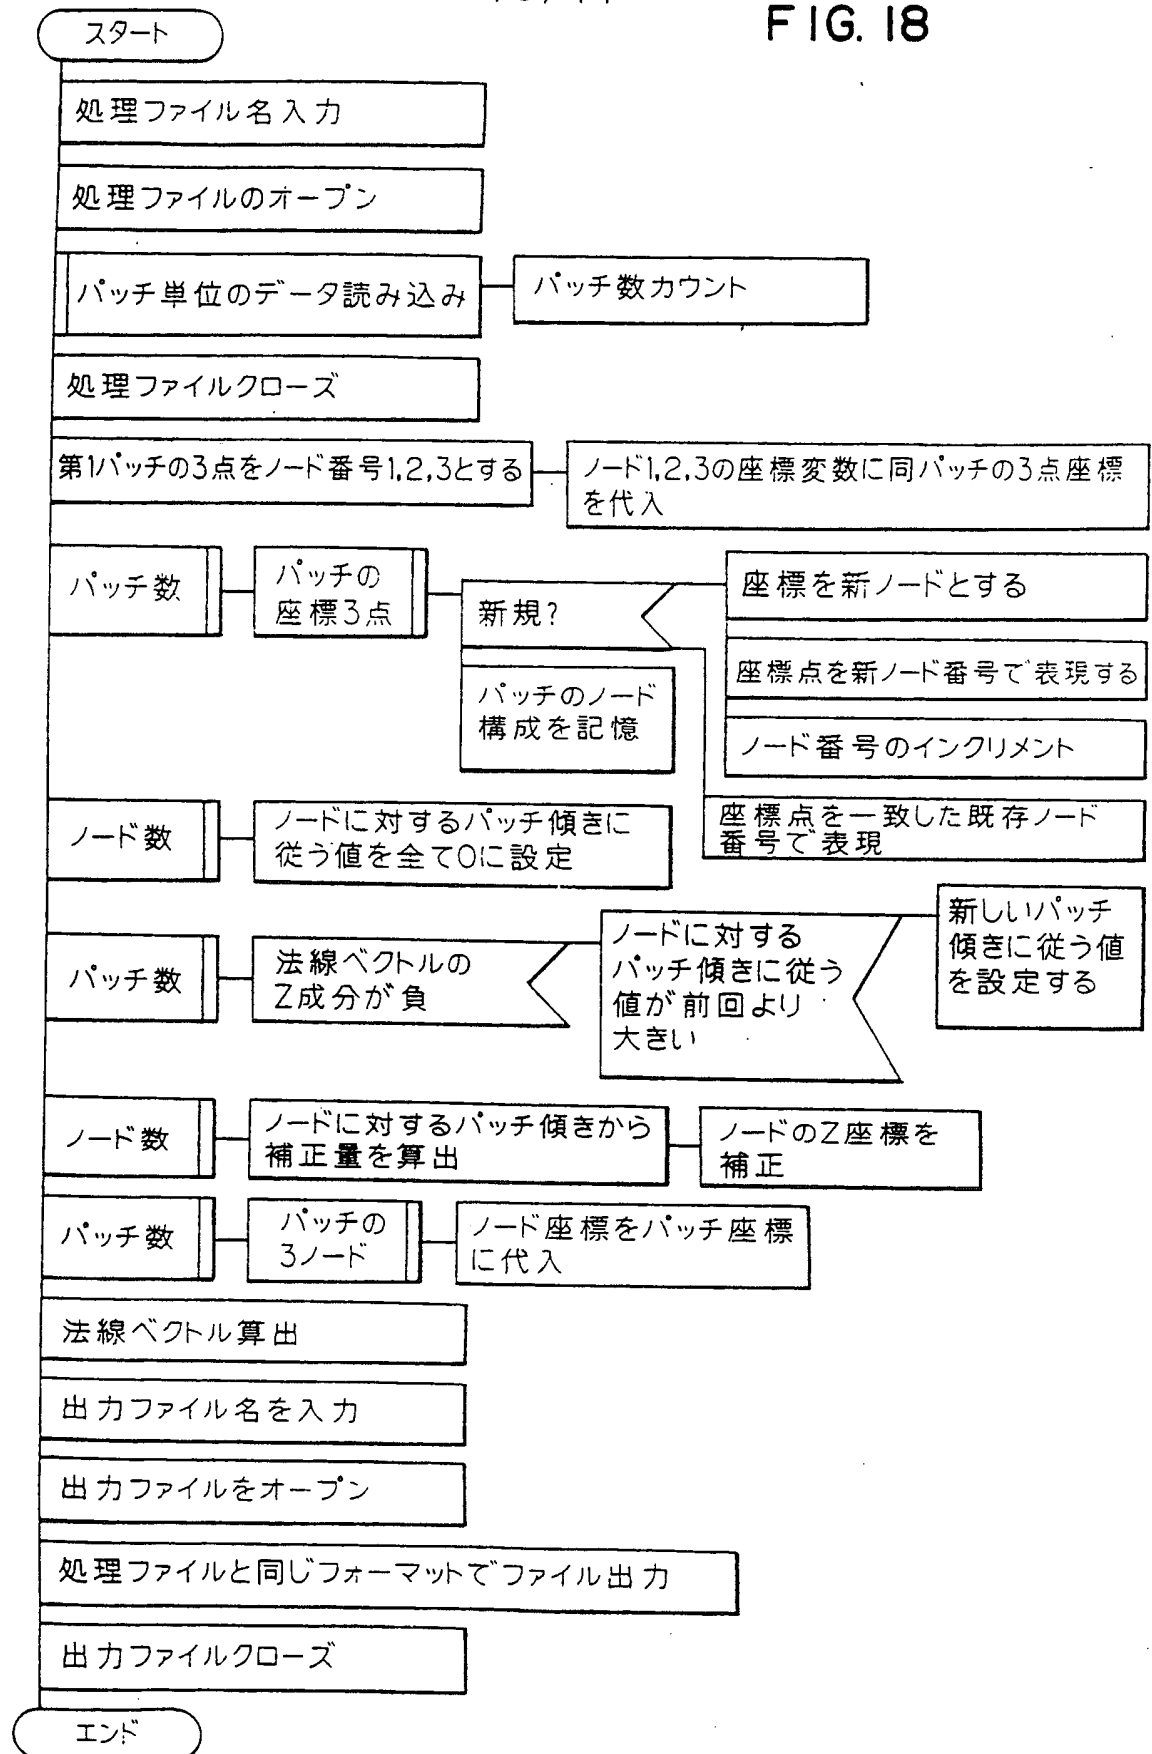 FIG. 18
スタート
処理ファイル名入力
処理ファイルのオープン
パッチ単位のデータ読み込み
パッチ数カウント
処理ファイルクローズ
第1パッチの3点をノード番号1,2,3とする
ノード1,2,3の座標変数に同パッチの3点座標
を代入
パッチ数
パッチの
座標3点
新規?
座標を新ノードとする
座標点を新ノード番号で表現する
ノード番号のインクリメント
座標点を一致した既存ノード
番号で表現
パッチのノード
構成を記憶
ノード数
ノードに対するパッチ傾きに
従う値を全て0に設定
パッチ数
法線ベクトルの
Z成分が負
ノードに対する
パッチ傾きに従う
値が前回より
大きい
新しいパッチ
傾きに従う値
を設定する
ノード数
ノードに対するパッチ傾きから
補正量を算出
ノードのZ座標を
補正
パッチ数
パッチの
3ノード
ノード座標をパッチ座標
に代入
法線ベクトル算出
出力ファイル名を入力
出力ファイルをオープン
処理ファイルと同じフォーマットでファイル出力
出力ファイルクローズ
エンド